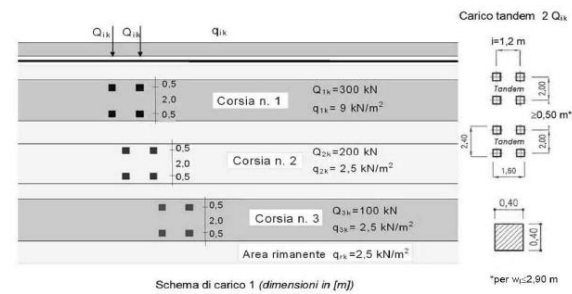 Carico tandem 2 Qik
Qik Qik qik
i=1,2 m
0,5
2,0
0,5
Corsia n. 1
Q1k=300 kN
q1k= 9 kN/m²
Tandem
2,00
≥0,50 m*
0,5
2,0
0,5
Corsia n. 2
Q2k=200 kN
q2k= 2,5 kN/m²
2,40
Tandem
2,00
1,60
0,5
2,0
0,5
Corsia n. 3
Q3k=100 kN
q3k= 2,5 kN/m²
0,40
0,40
Area rimanente qrk=2,5 kN/m²
Schema di carico 1 (dimensioni in [m])
*per wl≤2,90 m